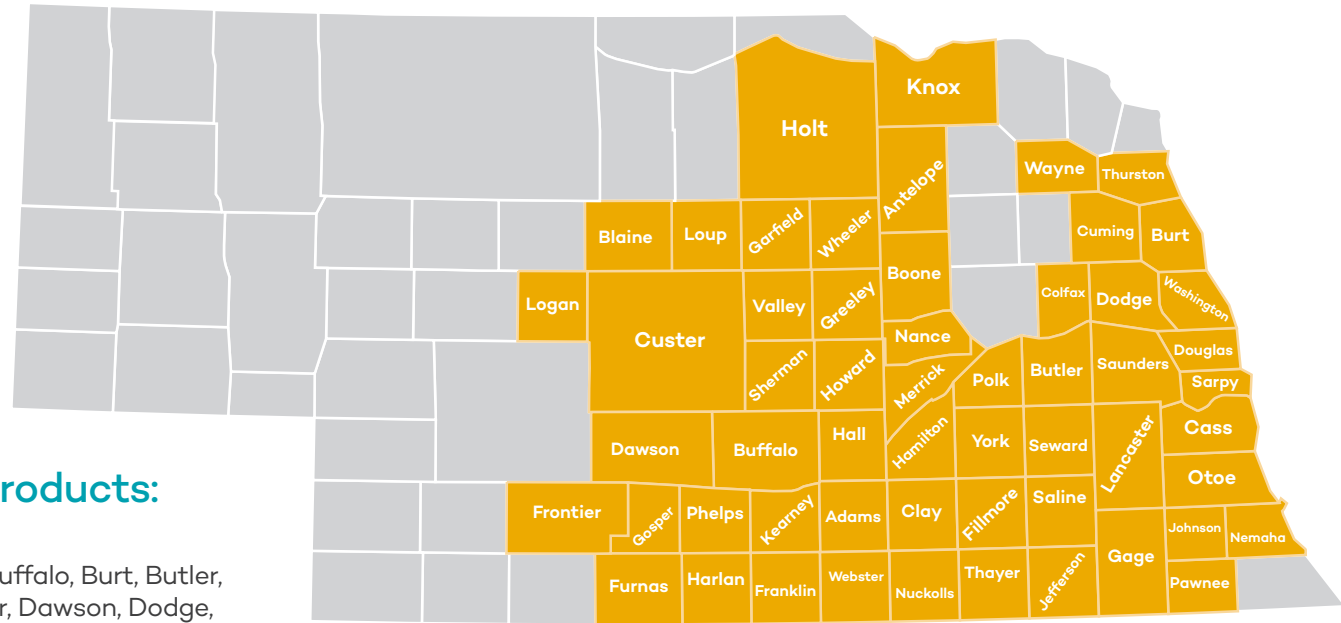 Knox
Holt
Wayne
Thurston
Antelope
Cuming
Burt
Blaine
Loup
Garfield
Wheeler
Boone
Logan
Valley
Greeley
Colfax
Dodge
Washington
Custer
Nance
Sherman
Howard
Merrick
Polk
Butler
Saunders
Douglas
Sarpy
Dawson
Buffalo
Hall
Hamilton
York
Seward
Lancaster
Cass
Otoe
roducts:
Frontier
Gosper
Phelps
Kearney
Adams
Clay
Fillmore
Saline
Johnson
Nemaha
uffalo, Burt, Butler,
r, Dawson, Dodge,
Furnas
Harlan
Franklin
Webster
Nuckolls
Thayer
Jefferson
Gage
Pawnee